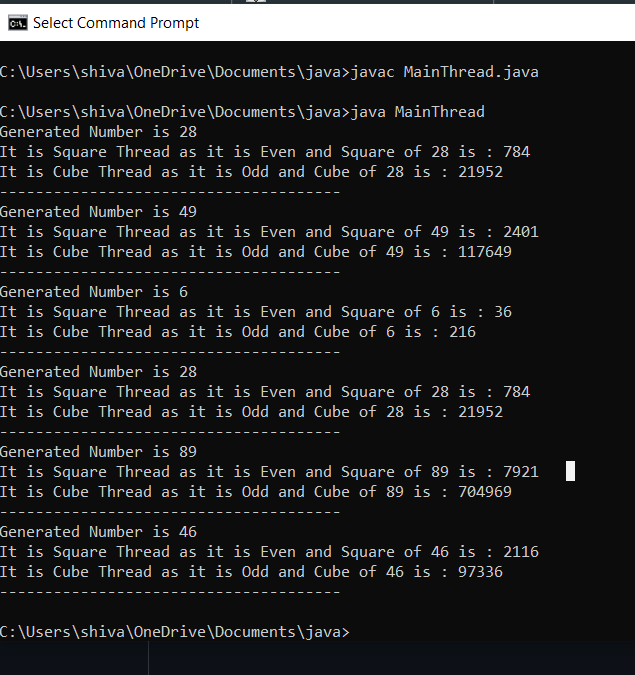 Select Command Prompt
C:\Users\shiva\OneDrive\Documents\java>javac MainThread.java
C:\Users\shiva\OneDrive\Documents\java>java MainThread
Generated Number is 28
It is Square Thread as it is Even and Square of 28 is : 784
It is Cube Thread as it is Odd and Cube of 28 is : 21952
--------------------------------------
Generated Number is 49
It is Square Thread as it is Even and Square of 49 is : 2401
It is Cube Thread as it is Odd and Cube of 49 is : 117649
--------------------------------------
Generated Number is 6
It is Square Thread as it is Even and Square of 6 is : 36
It is Cube Thread as it is Odd and Cube of 6 is : 216
--------------------------------------
Generated Number is 28
It is Square Thread as it is Even and Square of 28 is : 784
It is Cube Thread as it is Odd and Cube of 28 is : 21952
--------------------------------------
Generated Number is 89
It is Square Thread as it is Even and Square of 89 is : 7921
It is Cube Thread as it is Odd and Cube of 89 is : 704969
--------------------------------------
Generated Number is 46
It is Square Thread as it is Even and Square of 46 is : 2116
It is Cube Thread as it is Odd and Cube of 46 is : 97336
--------------------------------------
C:\Users\shiva\OneDrive\Documents\java>